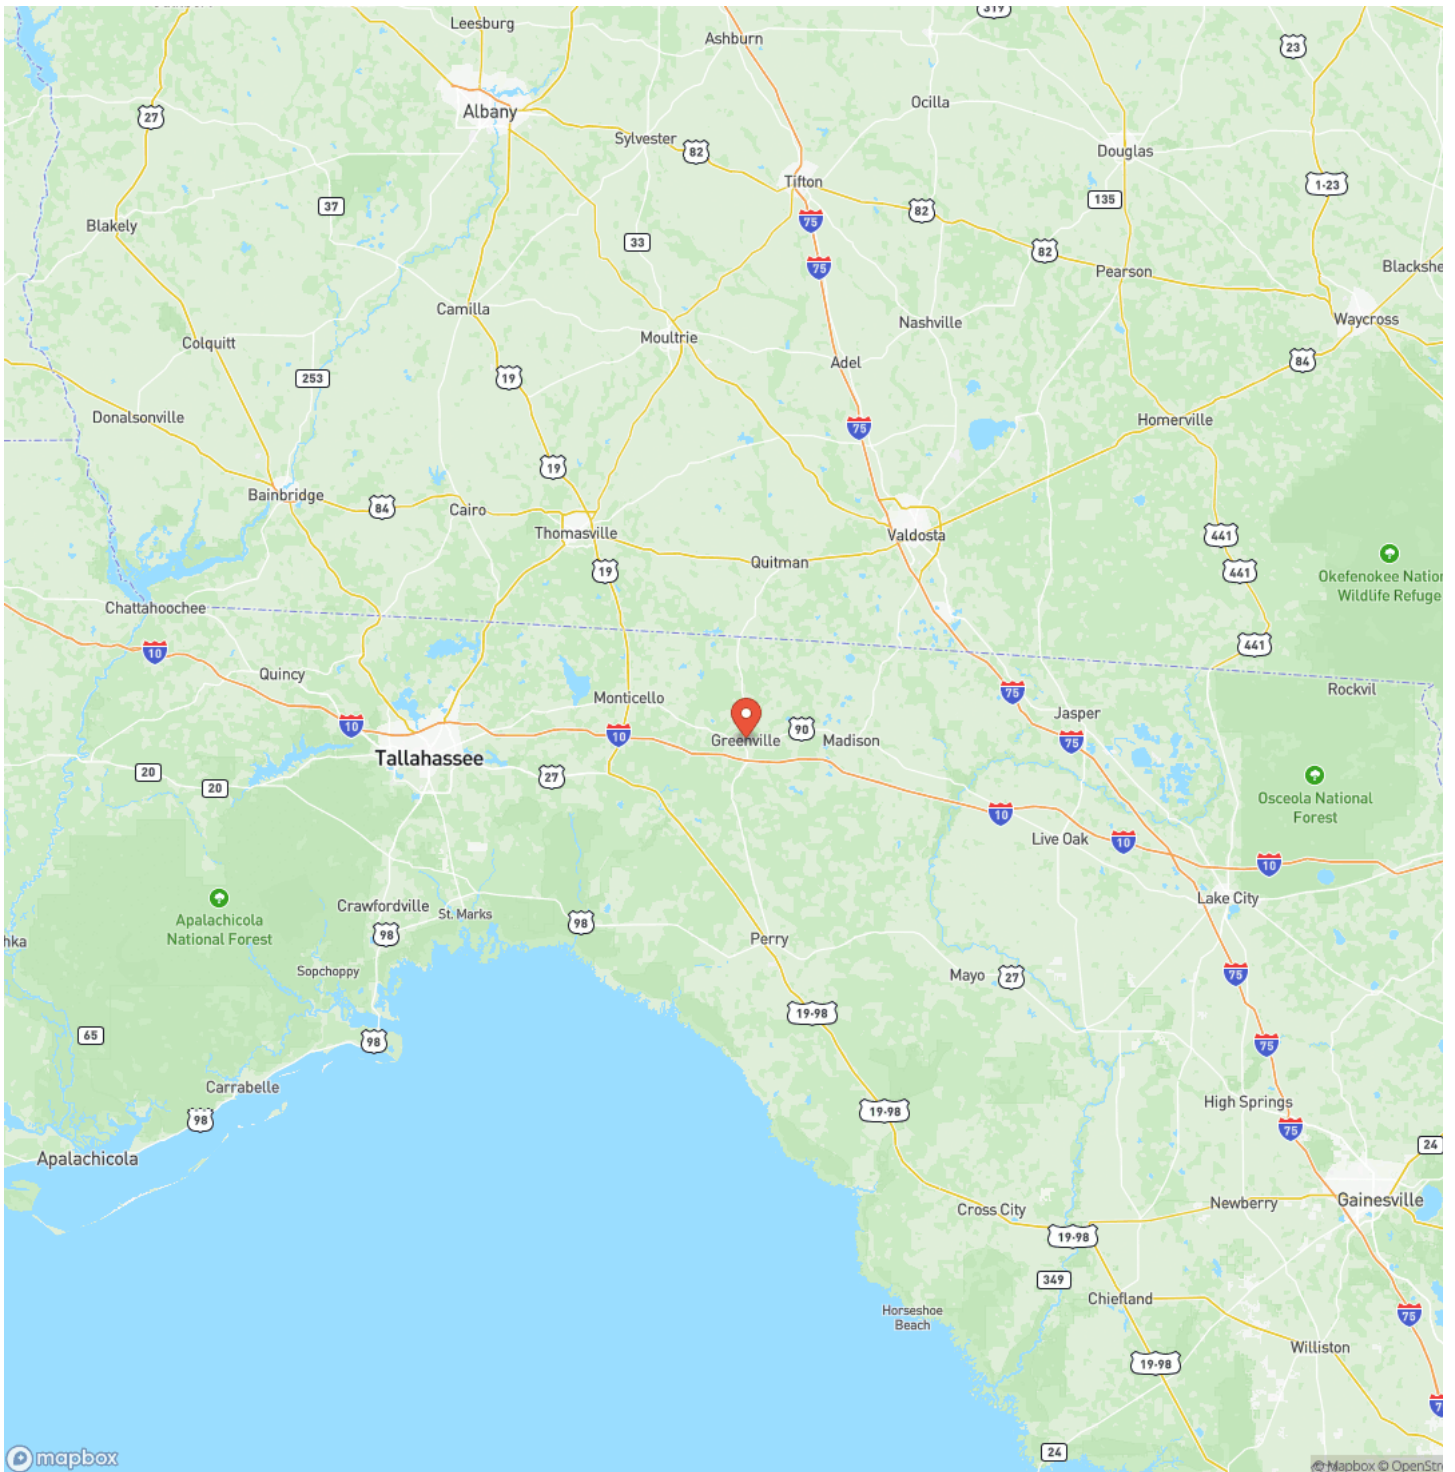 319
Leesburg
Ashburn
23
Ocilla
27
Albany
Sylvester
82
Douglas
Tifton
1-23
135
37
82
75
Blakely
33
82
75
Pearson
Blackshe
Camilla
Waycross
Nashville
Moultrie
Colquitt
Adel
84
19
253
Donalsonville
Homerville
75
19
Bainbridge
84
Cairo
Thomasville
Valdosta
441
Quitman
19
441
Okefenokee Nation
Wildlife Refuge
Chattahoochee
441
10
Quincy
Rockvil
75
Monticello
Jasper
10
90
10
Greenville
Madison
75
Tallahassee
20
27
20
Osceola National
Forest
10
Live Oak
10
10
Lake City
Crawfordville
St. Marks
Apalachicola
National Forest
98
98
hka
Perry
Sopchoppy
Mayo
27
75
19-98
65
98
75
Carrabelle
High Springs
98
19-98
75
24
Apalachicola
Gainesville
Newberry
Cross City
19-98
349
Chiefland
Horseshoe
Beach
75
Williston
19-98
7
24
mapbox
© Mapbox © OpenStre